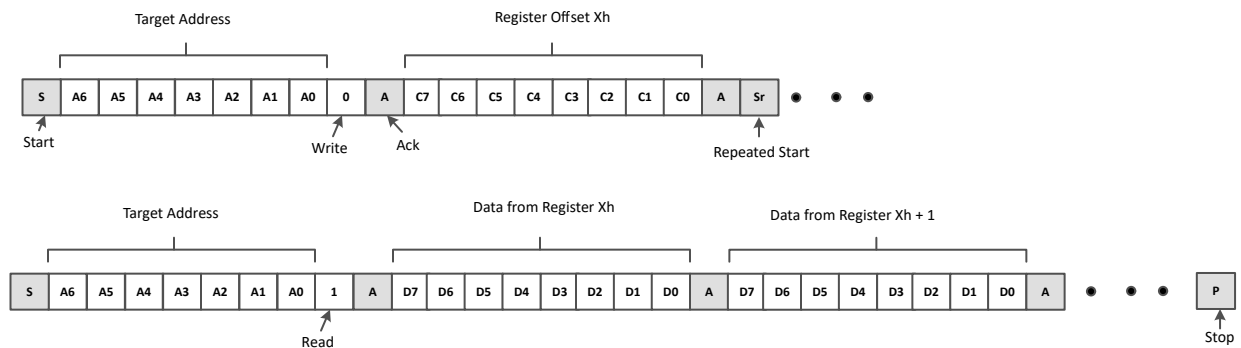 Target Address Register Offset Xh
S A6 A5 A4 A3 A2 A1 A0 0 A C7 C6 C5 C4 C3 C2 C1 C0 A Sr
Start Write Ack Repeated Start
Target Address Data from Register Xh Data from Register Xh + 1
S A6 A5 A4 A3 A2 A1 A0 1 A D7 D6 D5 D4 D3 D2 D1 D0 A D7 D6 D5 D4 D3 D2 D1 D0 A P
Read Stop